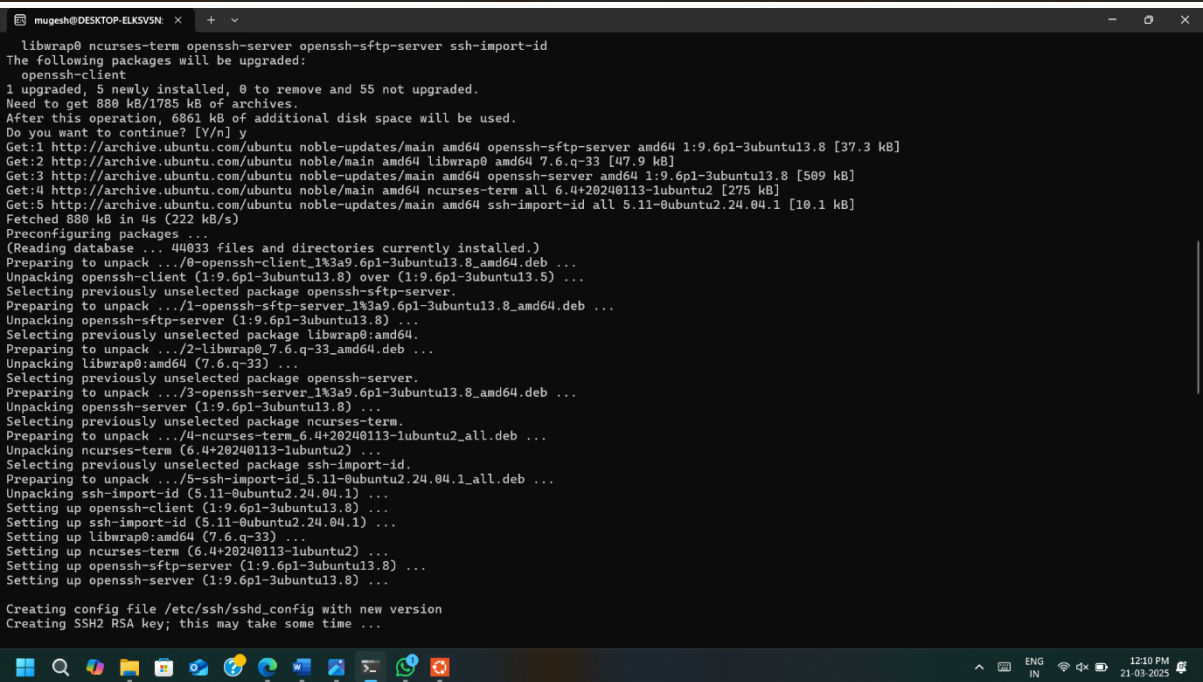 mugesh@DESKTOP-ELKSV5N:
libwrap0 ncurses-term openssh-server openssh-sftp-server ssh-import-id
The following packages will be upgraded:
openssh-client
1 upgraded, 5 newly installed, 0 to remove and 55 not upgraded.
Need to get 880 kB/1785 kB of archives.
After this operation, 6861 kB of additional disk space will be used.
Do you want to continue? [Y/n] y
Get:1 http://archive.ubuntu.com/ubuntu noble-updates/main amd64 openssh-sftp-server amd64 1:9.6p1-3ubuntu13.8 [37.3 kB]
Get:2 http://archive.ubuntu.com/ubuntu noble/main amd64 libwrap0 amd64 7.6.q-33 [47.9 kB]
Get:3 http://archive.ubuntu.com/ubuntu noble-updates/main amd64 openssh-server amd64 1:9.6p1-3ubuntu13.8 [509 kB]
Get:4 http://archive.ubuntu.com/ubuntu noble/main amd64 ncurses-term all 6.4+20240113-1ubuntu2 [275 kB]
Get:5 http://archive.ubuntu.com/ubuntu noble-updates/main amd64 ssh-import-id all 5.11-0ubuntu2.24.04.1 [10.1 kB]
Fetched 880 kB in 4s (222 kB/s)
Preconfiguring packages ...
(Reading database ... 44033 files and directories currently installed.)
Preparing to unpack .../0-openssh-client_1%3a9.6p1-3ubuntu13.8_amd64.deb ...
Unpacking openssh-client (1:9.6p1-3ubuntu13.8) over (1:9.6p1-3ubuntu13.5) ...
Selecting previously unselected package openssh-sftp-server.
Preparing to unpack .../1-openssh-sftp-server_1%3a9.6p1-3ubuntu13.8_amd64.deb ...
Unpacking openssh-sftp-server (1:9.6p1-3ubuntu13.8) ...
Selecting previously unselected package libwrap0:amd64.
Preparing to unpack .../2-libwrap0_7.6.q-33_amd64.deb ...
Unpacking libwrap0:amd64 (7.6.q-33) ...
Selecting previously unselected package openssh-server.
Preparing to unpack .../3-openssh-server_1%3a9.6p1-3ubuntu13.8_amd64.deb ...
Unpacking openssh-server (1:9.6p1-3ubuntu13.8) ...
Selecting previously unselected package ncurses-term.
Preparing to unpack .../4-ncurses-term_6.4+20240113-1ubuntu2_all.deb ...
Unpacking ncurses-term (6.4+20240113-1ubuntu2) ...
Selecting previously unselected package ssh-import-id.
Preparing to unpack .../5-ssh-import-id_5.11-0ubuntu2.24.04.1_all.deb ...
Unpacking ssh-import-id (5.11-0ubuntu2.24.04.1) ...
Setting up openssh-client (1:9.6p1-3ubuntu13.8) ...
Setting up ssh-import-id (5.11-0ubuntu2.24.04.1) ...
Setting up libwrap0:amd64 (7.6.q-33) ...
Setting up ncurses-term (6.4+20240113-1ubuntu2) ...
Setting up openssh-sftp-server (1:9.6p1-3ubuntu13.8) ...
Setting up openssh-server (1:9.6p1-3ubuntu13.8) ...
Creating config file /etc/ssh/sshd_config with new version
Creating SSH2 RSA key; this may take some time ...
ENG
IN
12:10 PM
21-03-2025